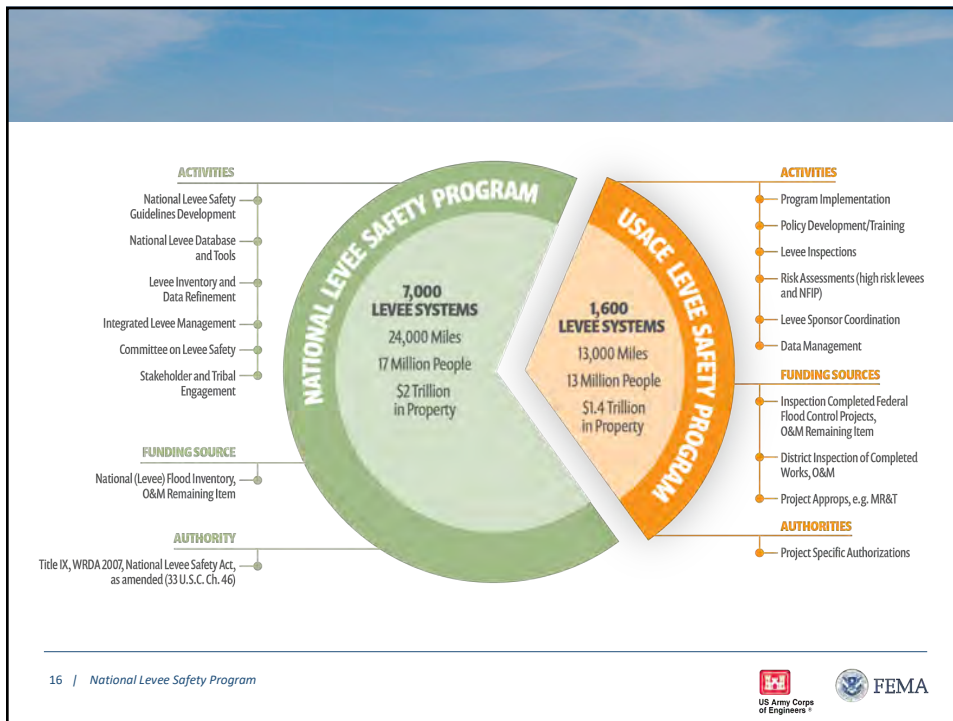 ACTIVITIES
National Levee Safety
Guidelines Development
National Levee Database
and Tools
Levee Inventory and
Data Refinement
Integrated Levee Management
Committee on Levee Safety
Stakeholder and Tribal
Engagement
FUNDING SOURCE
National (Levee) Flood Inventory,
O&M Remaining Item
AUTHORITY
Title IX, WRDA 2007, National Levee Safety Act,
as amended (33 U.S.C. Ch. 46)
NATIONAL LEVEE SAFETY PROGRAM
7,000
LEVEE SYSTEMS
24,000 Miles
17 Million People
$2 Trillion
in Property
USACE LEVEE SAFETY PROGRAM
1,600
LEVEE SYSTEMS
13,000 Miles
13 Million People
$1.4 Trillion
in Property
ACTIVITIES
Program Implementation
Policy Development/Training
Levee Inspections
Risk Assessments (high risk levees
and NFIP)
Levee Sponsor Coordination
Data Management
FUNDING SOURCES
Inspection Completed Federal
Flood Control Projects,
O&M Remaining Item
District Inspection of Completed
Works, O&M
Project Approps, e.g. MR&T
AUTHORITIES
Project Specific Authorizations
16 | National Levee Safety Program
US Army Corps
of Engineers ®
FEMA